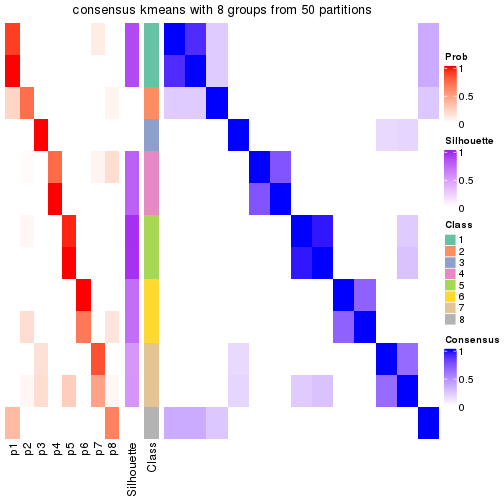 consensus kmeans with 8 groups from 50 partitions
Prob
1
0.5
0
Silhouette
1
0.5
0
Class
1
2
3
4
5
6
7
8
Consensus
1
0.5
0
p1
p2
p3
p4
p5
p6
p7
p8
Silhouette
Class